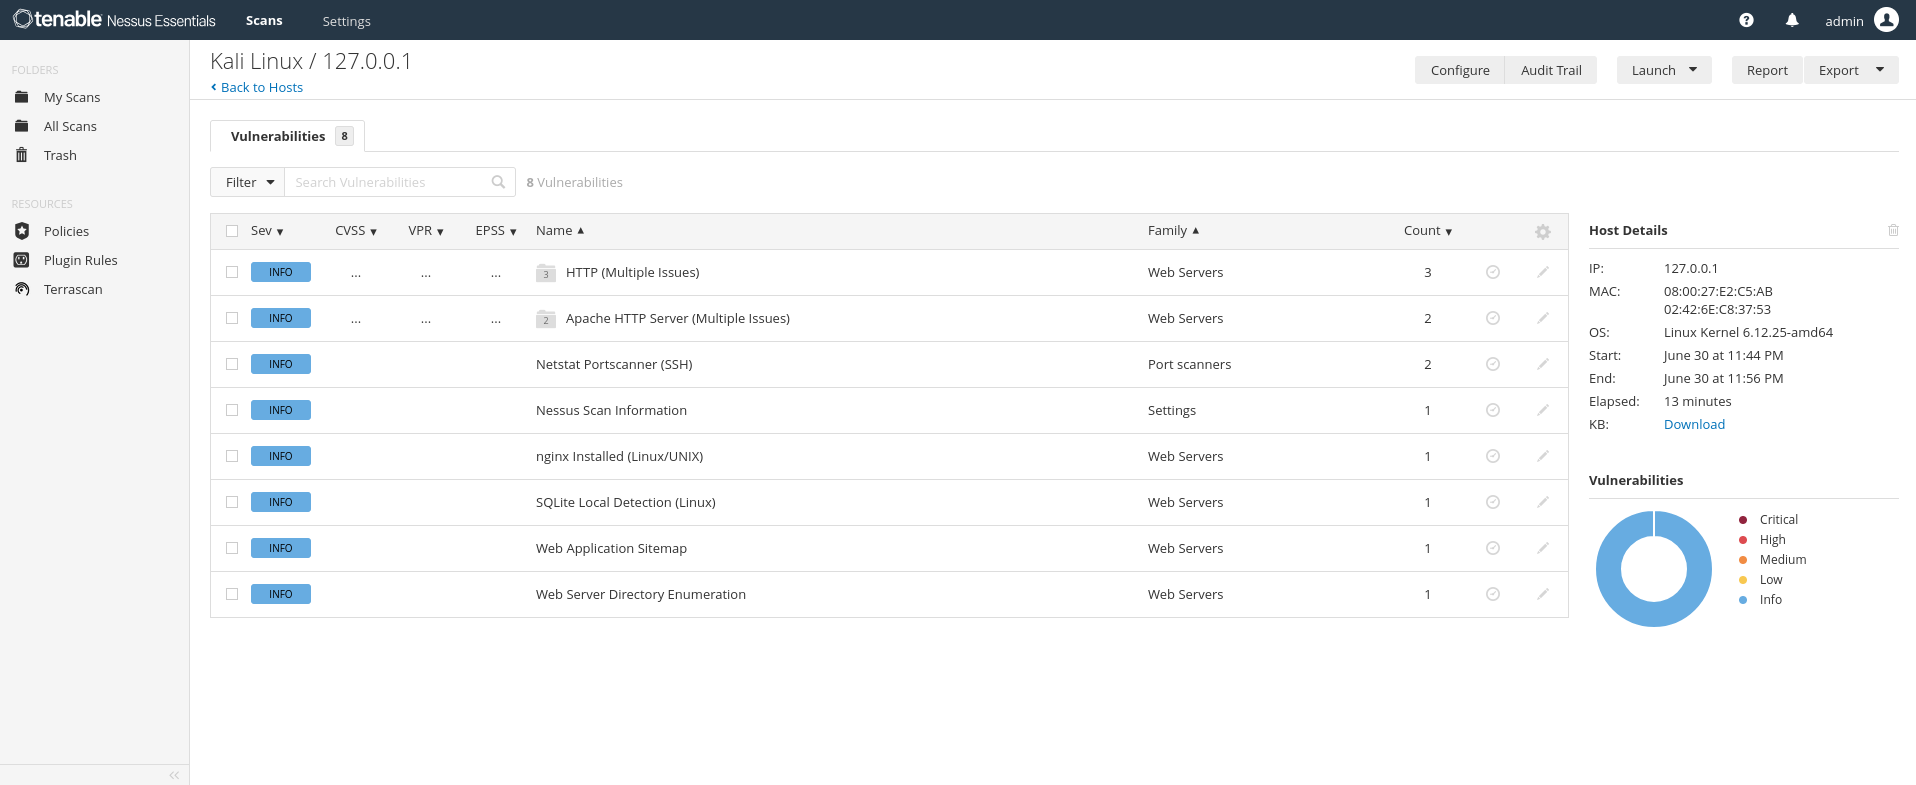 tenable Nessus Essentials Scans Settings admin
FOLDERS
My Scans
All Scans
Trash
RESOURCES
Policies
Plugin Rules
Terrascan
Kali Linux / 127.0.0.1
Back to Hosts
Configure Audit Trail Launch Report Export
Vulnerabilities 8
Filter Search Vulnerabilities 8 Vulnerabilities
Sev CVSS VPR EPSS Name Family Count
INFO ... ... ... 3 HTTP (Multiple Issues) Web Servers 3
INFO ... ... ... 2 Apache HTTP Server (Multiple Issues) Web Servers 2
INFO Netstat Portscanner (SSH) Port scanners 2
INFO Nessus Scan Information Settings 1
INFO nginx Installed (Linux/UNIX) Web Servers 1
INFO SQLite Local Detection (Linux) Web Servers 1
INFO Web Application Sitemap Web Servers 1
INFO Web Server Directory Enumeration Web Servers 1
Host Details
IP: 127.0.0.1
MAC: 08:00:27:E2:C5:AB
02:42:6E:C8:37:53
OS: Linux Kernel 6.12.25-amd64
Start: June 30 at 11:44 PM
End: June 30 at 11:56 PM
Elapsed: 13 minutes
KB: Download
Vulnerabilities
Critical
High
Medium
Low
Info